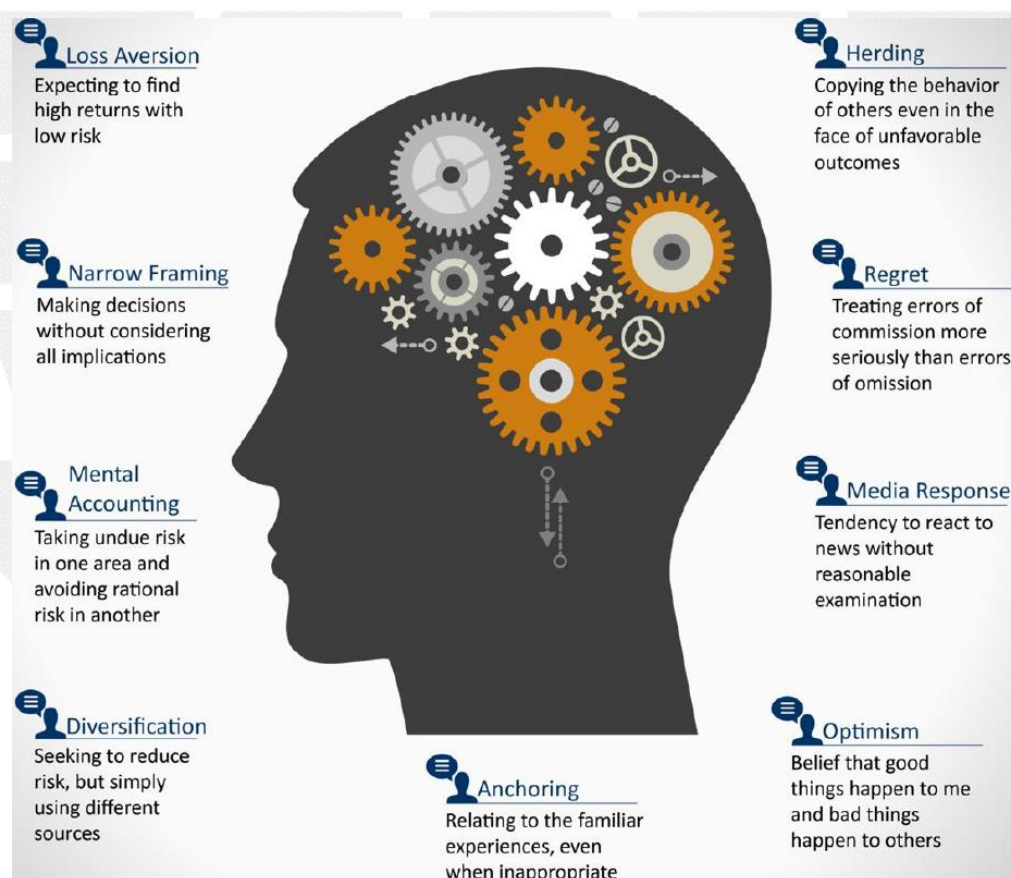 Loss Aversion
Expecting to find
high returns with
low risk
Narrow Framing
Making decisions
without considering
all implications
Mental
Accounting
Taking undue risk
in one area and
avoiding rational
risk in another
Diversification
Seeking to reduce
risk, but simply
using different
sources
Anchoring
Relating to the familiar
experiences, even
when inappropriate
Herding
Copying the behavior
of others even in the
face of unfavorable
outcomes
Regret
Treating errors of
commission more
seriously than errors
of omission
Media Response
Tendency to react to
news without
reasonable
examination
Optimism
Belief that good
things happen to me
and bad things
happen to others